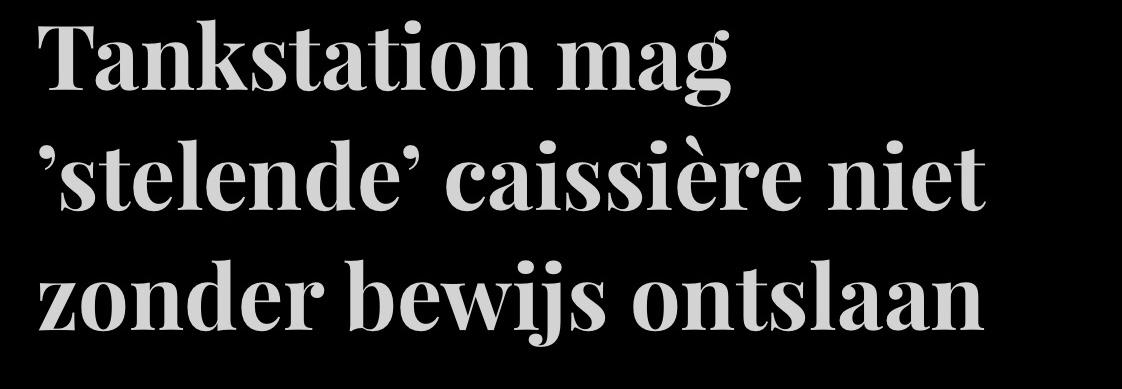 Tankstation mag
’stelende’ caissière niet
zonder bewijs ontslaan